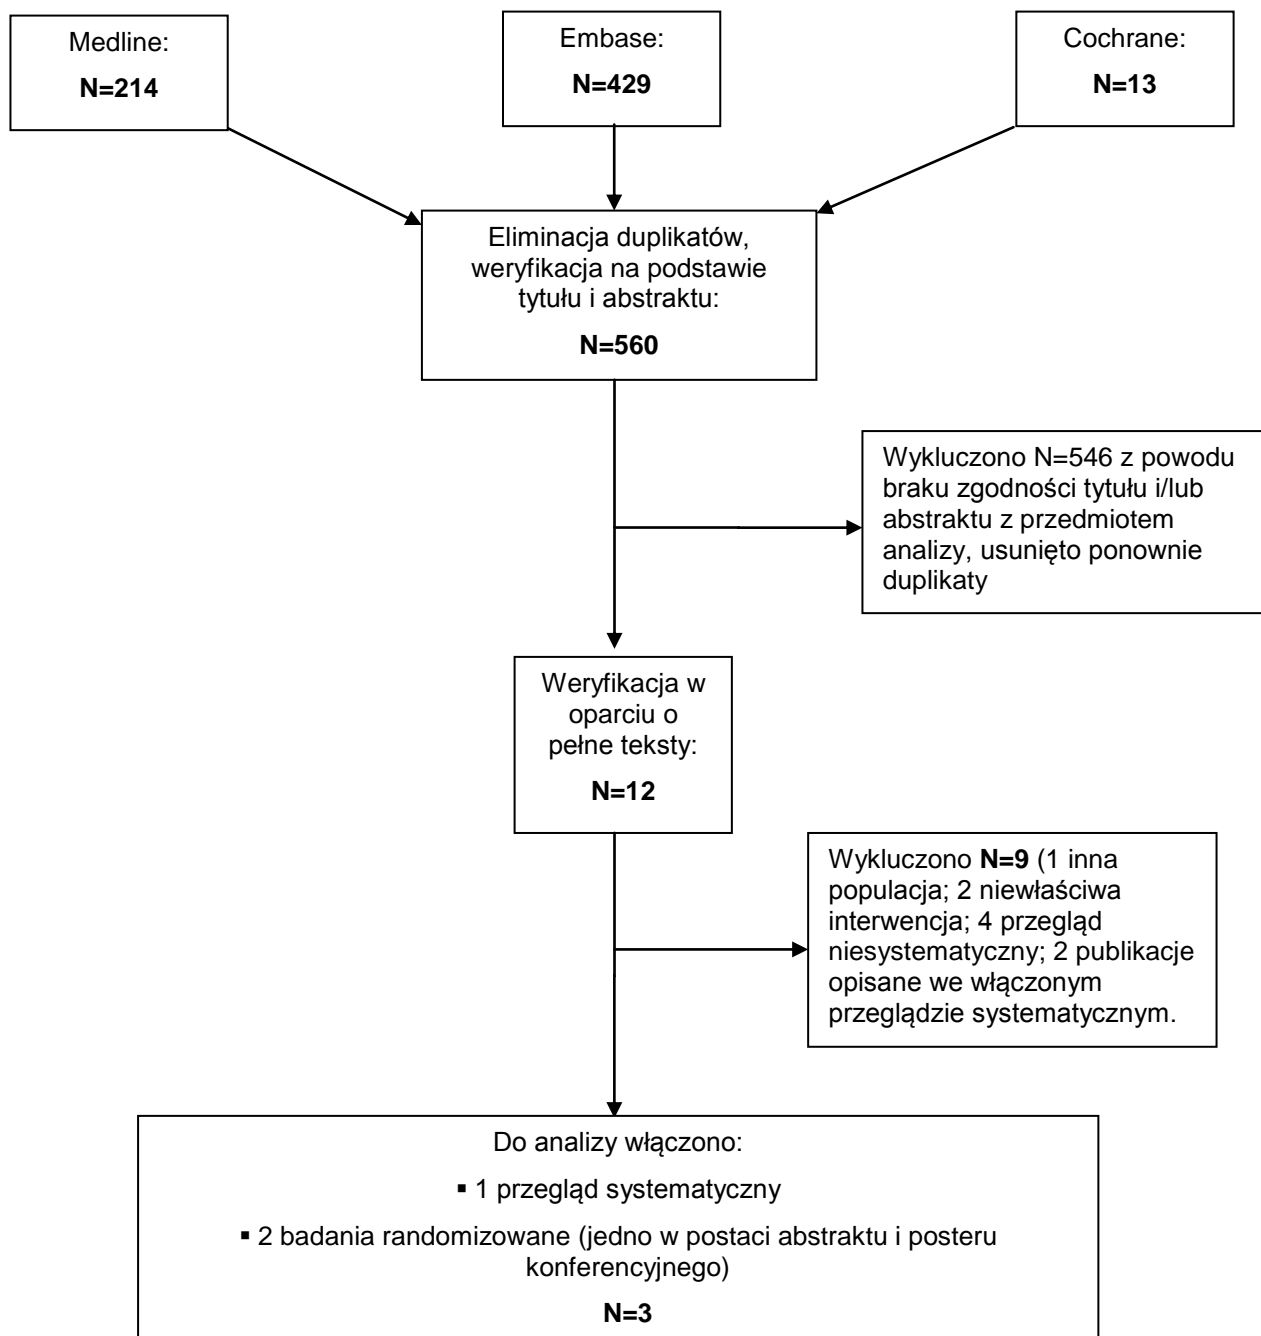 Medline:
N=214
Embase:
N=429
Cochrane:
N=13
Eliminacja duplikatów,
weryfikacja na podstawie
tytułu i abstraktu:
N=560
Wykluczono N=546 z powodu
braku zgodności tytułu i/lub
abstraktu z przedmiotem
analizy, usunięto ponownie
duplikaty
Weryfikacja w
oparciu o
pełne teksty:
N=12
Wykluczono N=9 (1 inna
populacja; 2 niewłaściwa
interwencja; 4 przegląd
niesystematyczny; 2 publikacje
opisane we włączonym
przeglądzie systematycznym.
Do analizy włączono:
▪ 1 przegląd systematyczny
▪ 2 badania randomizowane (jedno w postaci abstraktu i posteru
konferencyjnego)
N=3